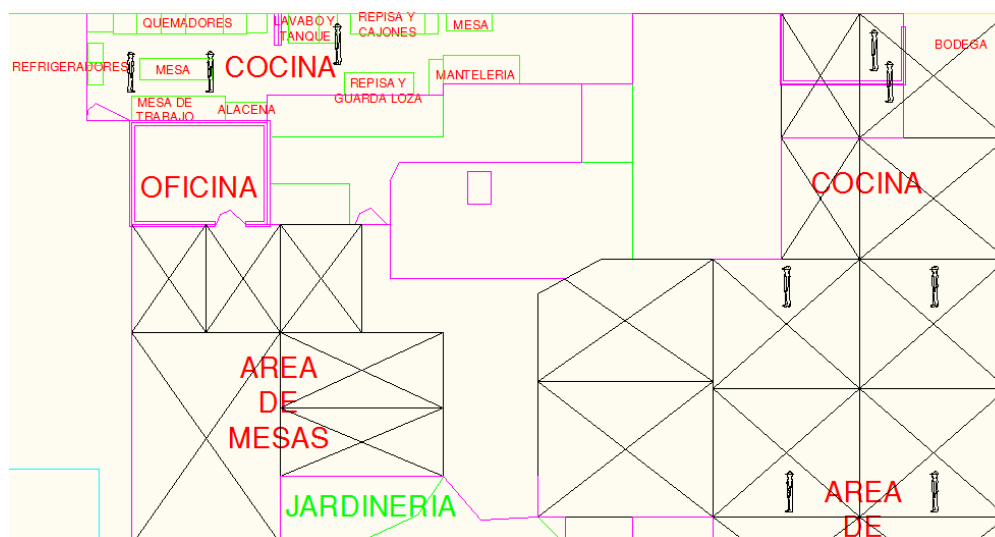 QUEMADORES
LAVABO Y
TANQUE
REPISA Y
CAJONES
MESA
BODEGA
REFRIGERADORES
MESA
COCINA
REPISA Y
GUARDA LOZA
MANTELERIA
MESA DE
TRABAJO
ALACENA
OFICINA
COCINA
AREA
DE
MESAS
JARDINERIA
AREA
DE